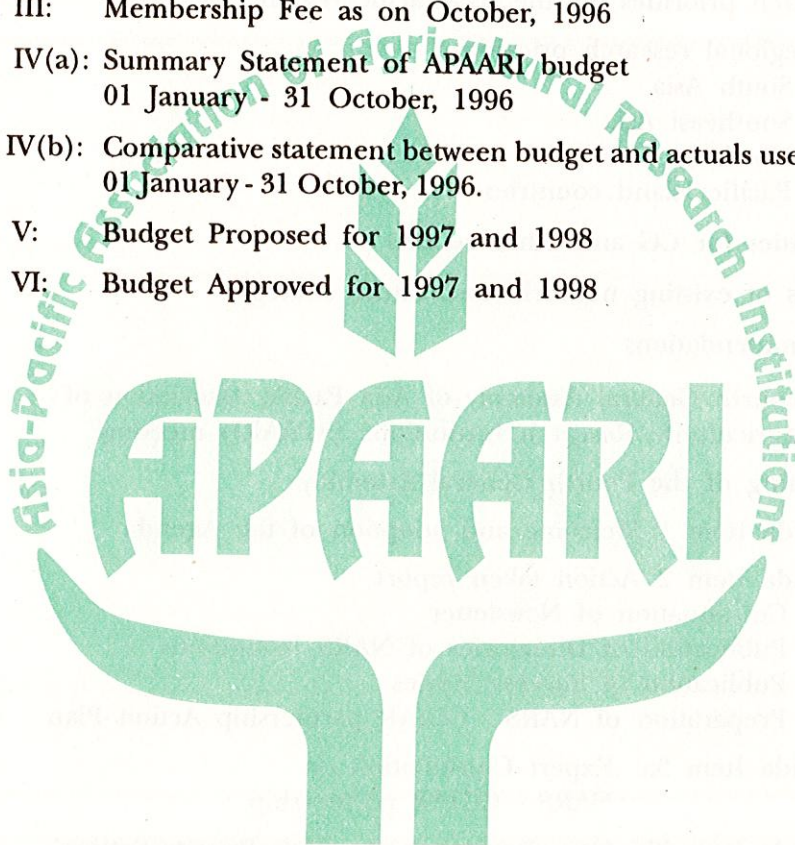 III: Membership Fee as on October, 1996
IV(a): Summary Statement of APAARI budget
01 January - 31 October, 1996
IV(b): Comparative statement between budget and actuals use
01 January - 31 October, 1996.
V: Budget Proposed for 1997 and 1998
VI: Budget Approved for 1997 and 1998
Asia-Pacific Association of Agricultural Research Institutions
APAARI